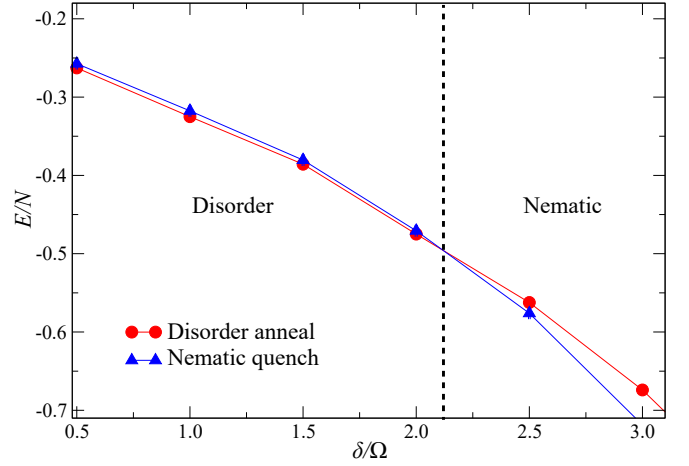 -0.2
-0.3
-0.4
-0.5
-0.6
-0.7
E/N
Disorder
Nematic
Disorder anneal
Nematic quench
0.5 1.0 1.5 2.0 2.5 3.0
δ/Ω